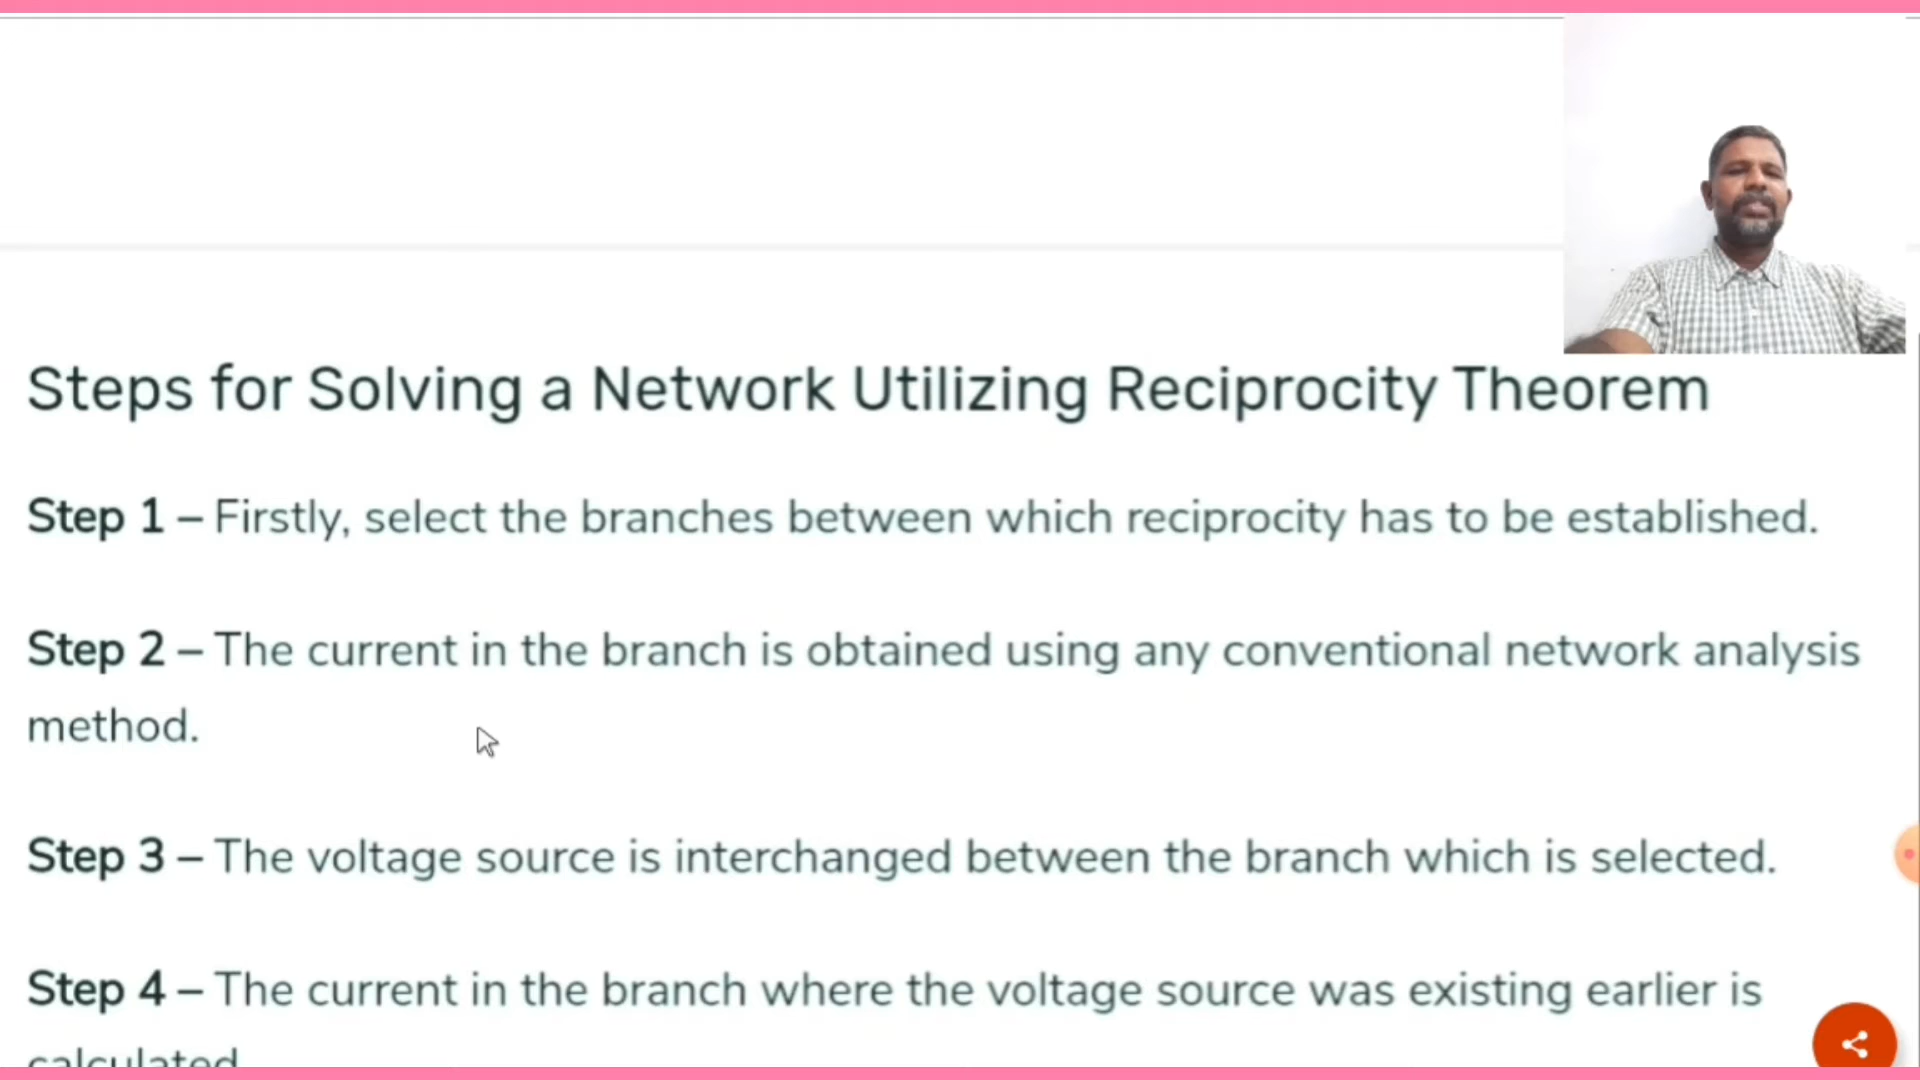 Steps for Solving a Network Utilizing Reciprocity Theorem
Step 1 – Firstly, select the branches between which reciprocity has to be established.
Step 2 – The current in the branch is obtained using any conventional network analysis
method.
Step 3 – The voltage source is interchanged between the branch which is selected.
Step 4 – The current in the branch where the voltage source was existing earlier is
calculated